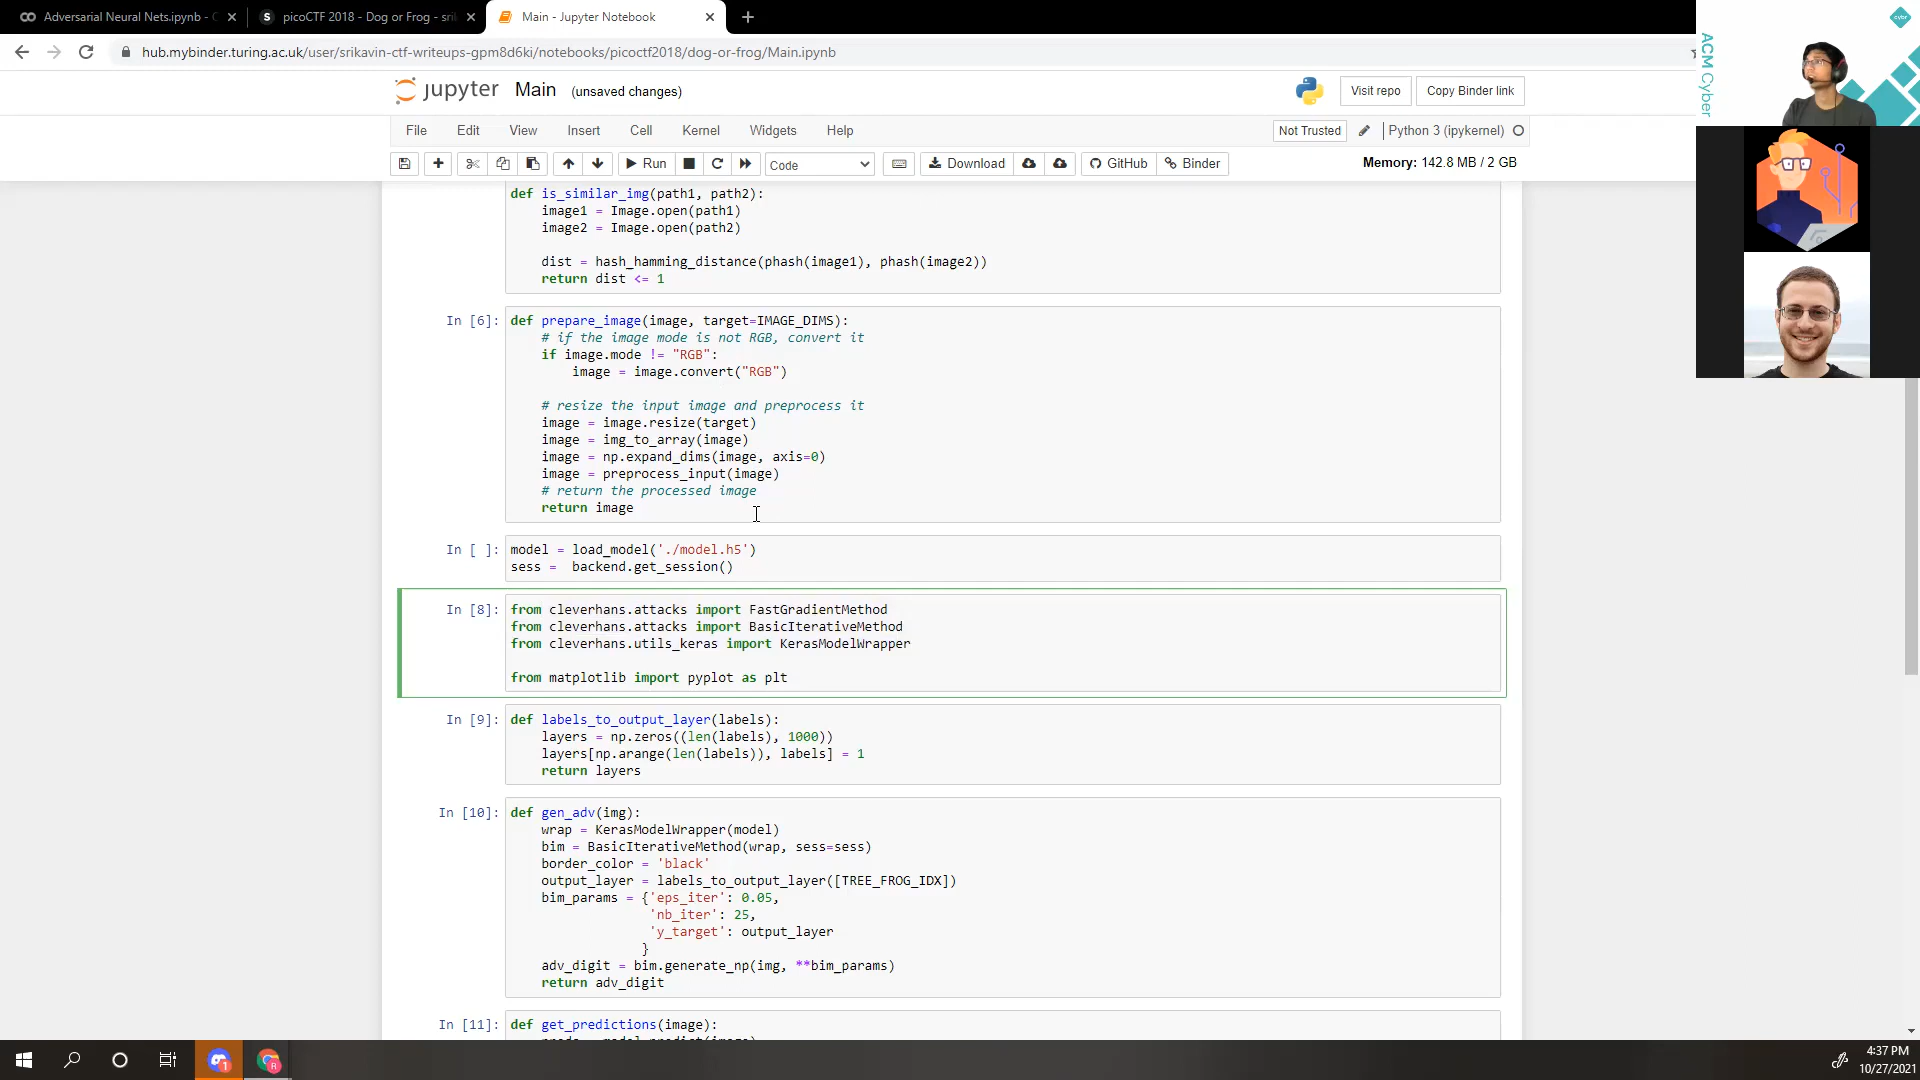 Adversarial Neural Nets.ipynb - C
picoCTF 2018 - Dog or Frog - sri
Main - Jupyter Notebook
hub.mybinder.turing.ac.uk/user/srikavin-ctf-writeups-gpm8d6ki/notebooks/picoctf2018/dog-or-frog/Main.ipynb
jupyter Main (unsaved changes)
Visit repo Copy Binder link
File Edit View Insert Cell Kernel Widgets Help
Not Trusted Python 3 (ipykernel)
Run Code Download GitHub Binder
Memory: 142.8 MB / 2 GB
ACM Cyber
cybr
def is_similar_img(path1, path2):
    image1 = Image.open(path1)
    image2 = Image.open(path2)
    dist = hash_hamming_distance(phash(image1), phash(image2))
    return dist <= 1
In [6]:
def prepare_image(image, target=IMAGE_DIMS):
    # if the image mode is not RGB, convert it
    if image.mode != "RGB":
        image = image.convert("RGB")
    # resize the input image and preprocess it
    image = image.resize(target)
    image = img_to_array(image)
    image = np.expand_dims(image, axis=0)
    image = preprocess_input(image)
    # return the processed image
    return image
In [ ]:
model = load_model('./model.h5')
sess =  backend.get_session()
In [8]:
from cleverhans.attacks import FastGradientMethod
from cleverhans.attacks import BasicIterativeMethod
from cleverhans.utils_keras import KerasModelWrapper
from matplotlib import pyplot as plt
In [9]:
def labels_to_output_layer(labels):
    layers = np.zeros((len(labels), 1000))
    layers[np.arange(len(labels)), labels] = 1
    return layers
In [10]:
def gen_adv(img):
    wrap = KerasModelWrapper(model)
    bim = BasicIterativeMethod(wrap, sess=sess)
    border_color = 'black'
    output_layer = labels_to_output_layer([TREE_FROG_IDX])
    bim_params = {'eps_iter': 0.05,
                  'nb_iter': 25,
                  'y_target': output_layer
                 }
    adv_digit = bim.generate_np(img, **bim_params)
    return adv_digit
In [11]:
def get_predictions(image):
4:37 PM
10/27/2021